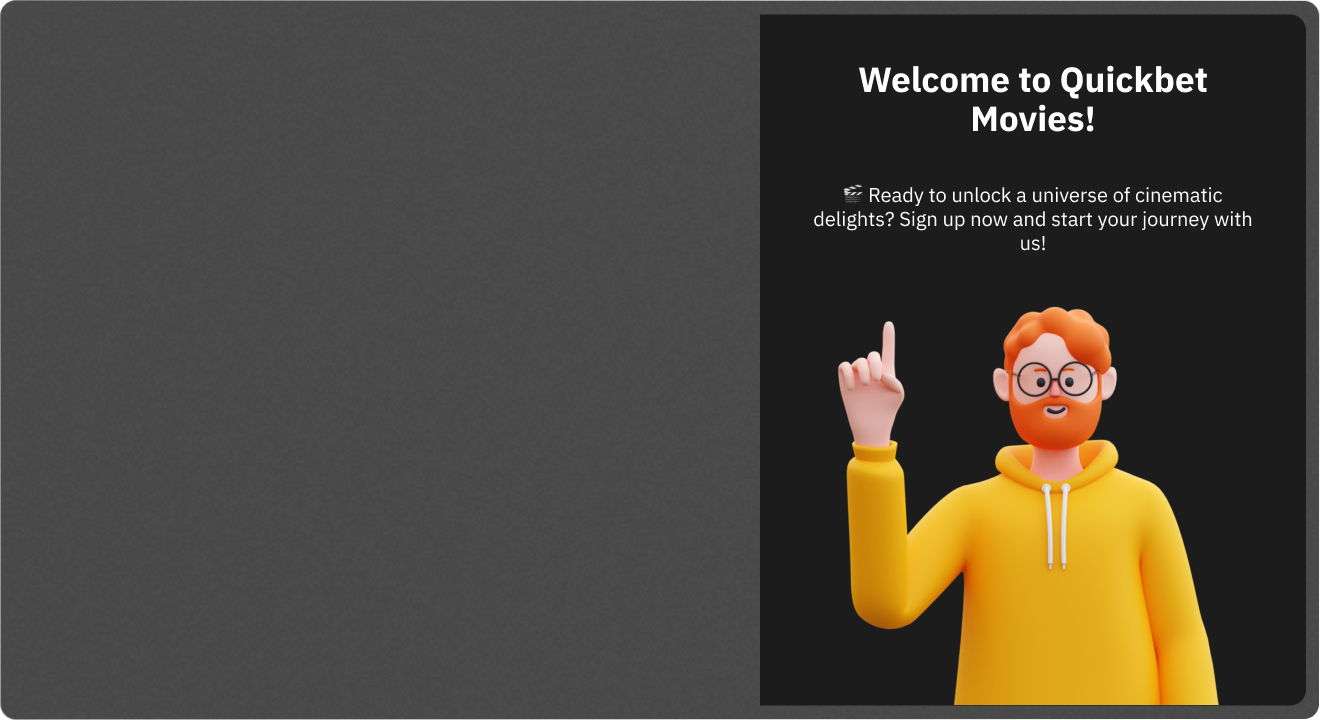 Welcome to Quickbet
Movies!
🎬 Ready to unlock a universe of cinematic
delights? Sign up now and start your journey with
us!